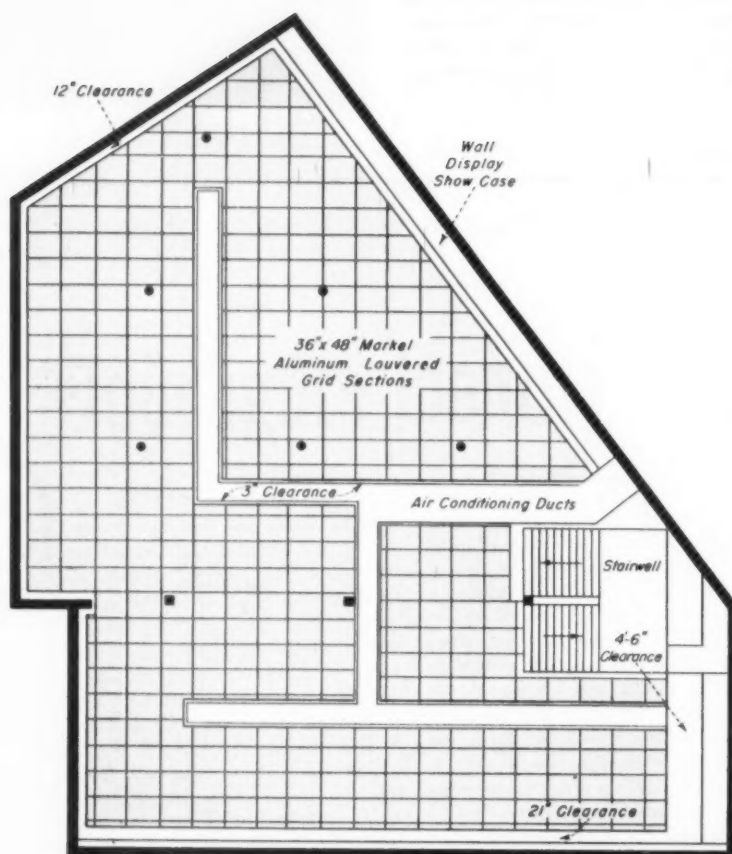 12" Clearance
Wall
Display
Show Case
36" x 48" Markel
Aluminum Louvered
Grid Sections
3" Clearance
Air Conditioning Ducts
Stairwell
4'-6"
Clearance
21" Clearance